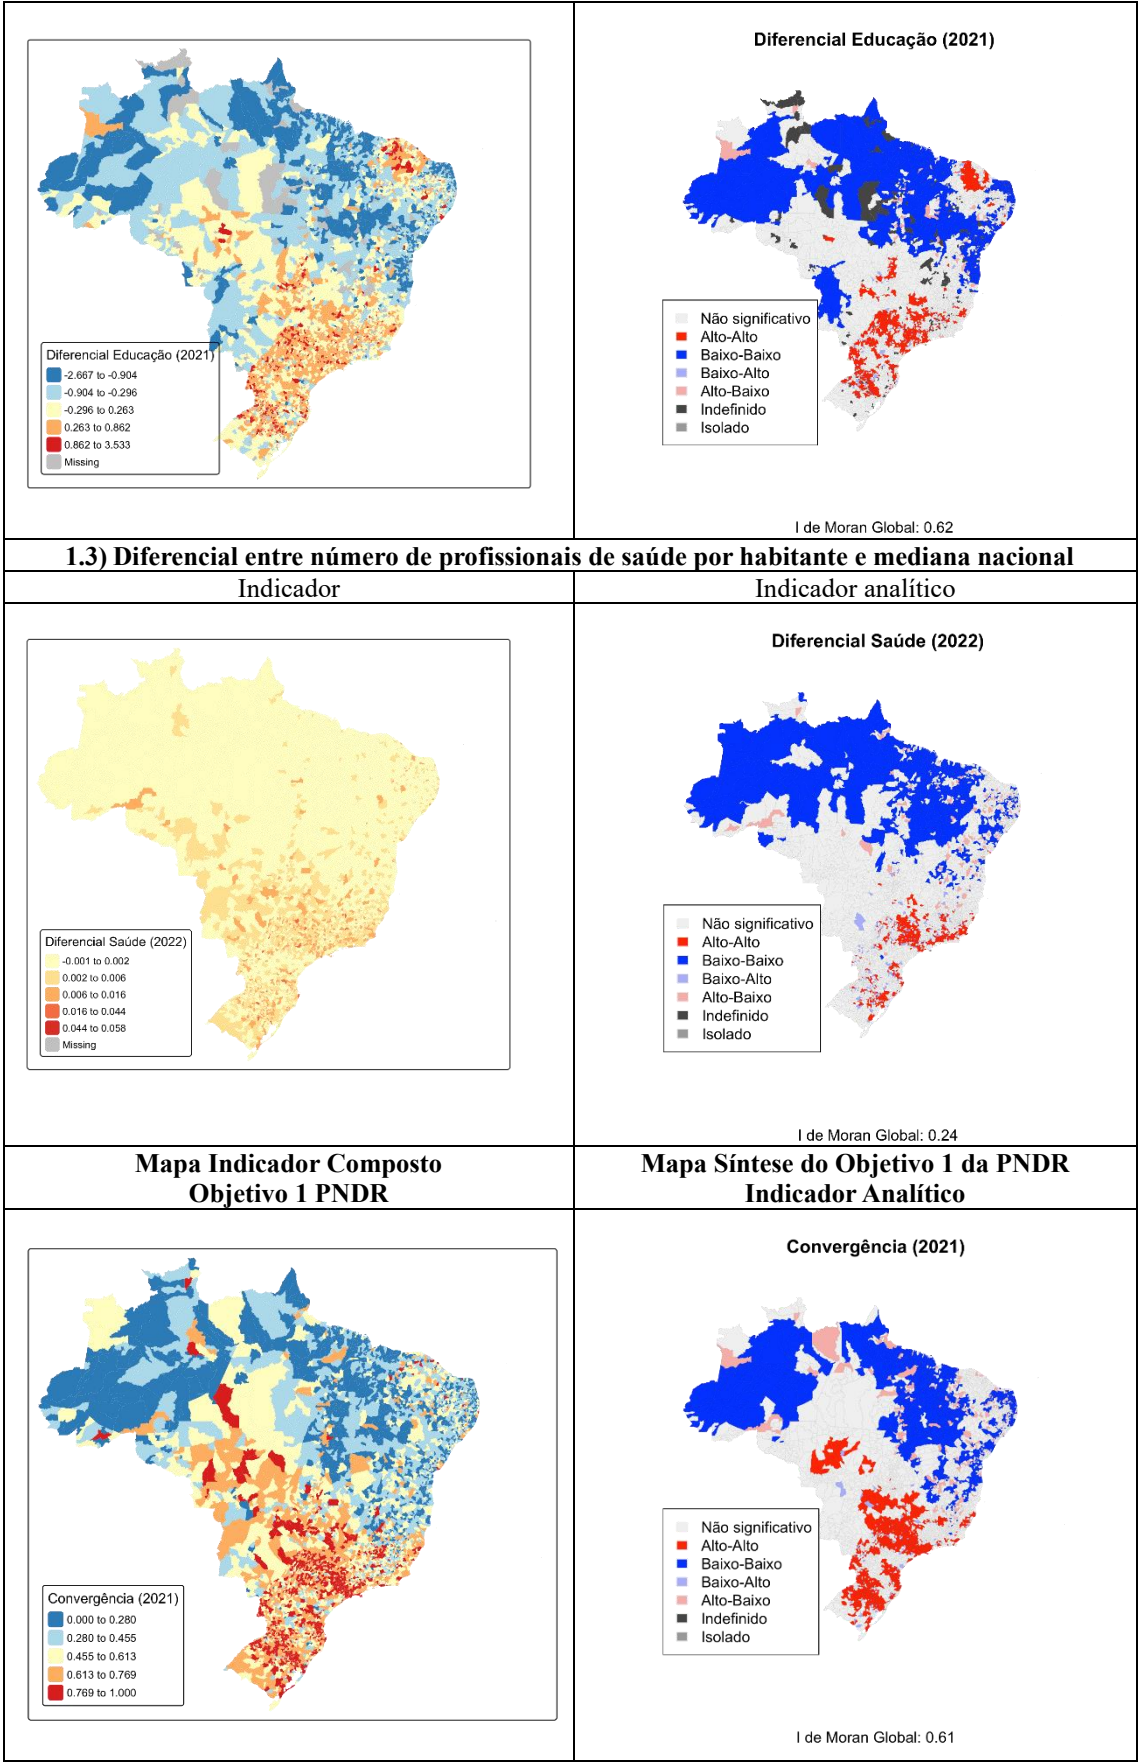 Diferencial Educação (2021)
-2.667 to -0.904
-0.904 to -0.296
-0.296 to 0.263
0.263 to 0.862
0.862 to 3.533
Missing
Diferencial Educação (2021)
Não significativo
Alto-Alto
Baixo-Baixo
Baixo-Alto
Alto-Baixo
Indefinido
Isolado
I de Moran Global: 0.62
1.3) Diferencial entre número de profissionais de saúde por habitante e mediana nacional
Indicador
Indicador analítico
Diferencial Saúde (2022)
-0.001 to 0.002
0.002 to 0.006
0.006 to 0.016
0.016 to 0.044
0.044 to 0.058
Missing
Diferencial Saúde (2022)
Não significativo
Alto-Alto
Baixo-Baixo
Baixo-Alto
Alto-Baixo
Indefinido
Isolado
I de Moran Global: 0.24
Mapa Indicador Composto
Objetivo 1 PNDR
Mapa Síntese do Objetivo 1 da PNDR
Indicador Analítico
Convergência (2021)
0.000 to 0.280
0.280 to 0.455
0.455 to 0.613
0.613 to 0.769
0.769 to 1.000
Convergência (2021)
Não significativo
Alto-Alto
Baixo-Baixo
Baixo-Alto
Alto-Baixo
Indefinido
Isolado
I de Moran Global: 0.61